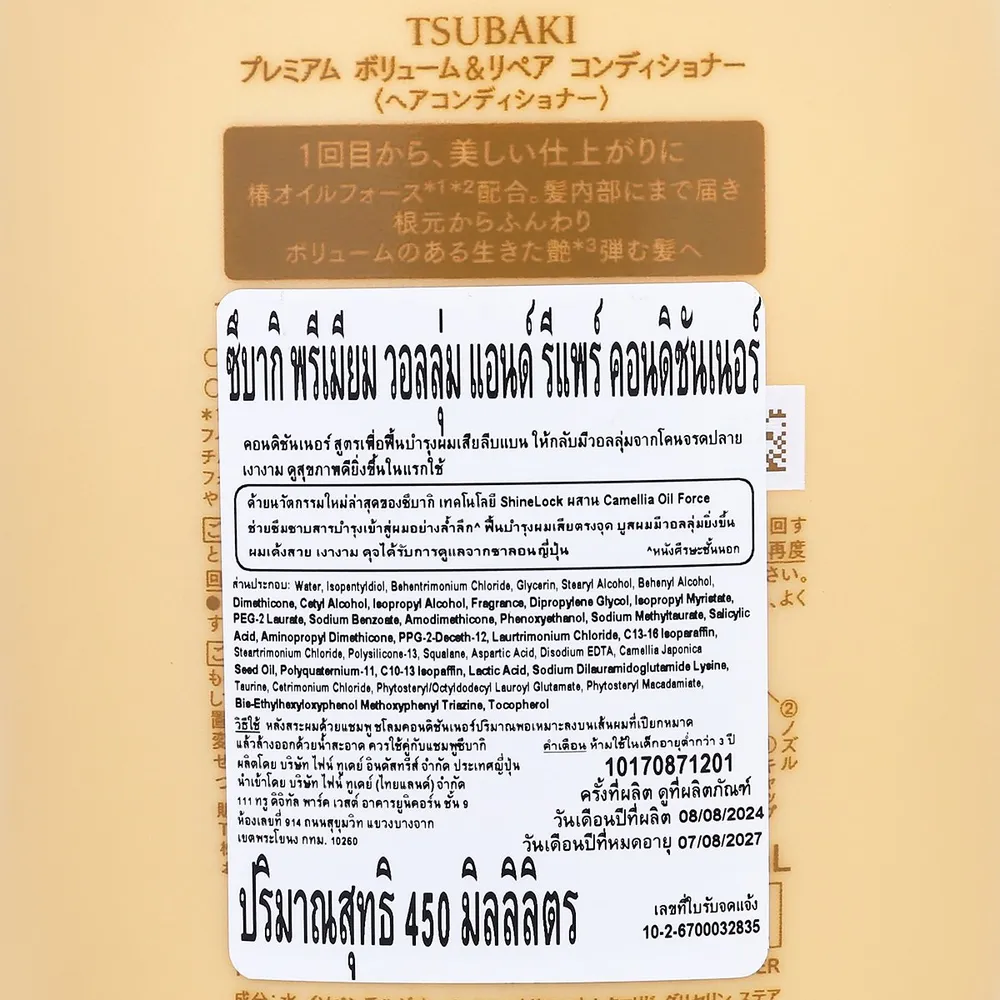 TSUBAKI
プレミアム ボリューム&リペア コンディショナー
〈ヘアコンディショナー〉
1回目から、美しい仕上がりに
椿オイルフォース*1*2配合。髪内部にまで届き
根元からふんわり
ボリュームのある生きた艶*3弾む髪へ
ซึบากิ พรีเมียม วอลลุ่ม แอนด์ รีแพร์ คอนดิชันเนอร์
คอนดิชันเนอร์ สูตรเพื่อฟื้นบำรุงผมเสียลีบแบน ให้กลับมีวอลลุ่มจากโคนจรดปลาย
เงางาม ดูสุขภาพดียิ่งขึ้นในแรกใช้
ด้วยนวัตกรรมใหม่ล่าสุดของซึบากิ เทคโนโลยี ShineLock ผสาน Camellia Oil Force
ช่วยซึมซาบสารบำรุงเข้าสู่ผมอย่างล้ำลึก^ ฟื้นบำรุงผมเสียตรงจุด บูสผมมีวอลลุ่มยิ่งขึ้น
ผมเด้งสวย เงางาม ดุจได้รับการดูแลจากซาลอนญี่ปุ่น ^หนังศีรษะชั้นนอก
ส่วนประกอบ: Water, Isopentyldiol, Behentrimonium Chloride, Glycerin, Stearyl Alcohol, Behenyl Alcohol,
Dimethicone, Cetyl Alcohol, Isopropyl Alcohol, Fragrance, Dipropylene Glycol, Isopropyl Myristate,
PEG-2 Laurate, Sodium Benzoate, Amodimethicone, Phenoxyethanol, Sodium Methyltaurate, Salicylic
Acid, Aminopropyl Dimethicone, PPG-2-Deceth-12, Laurtrimonium Chloride, C13-16 Isoparaffin,
Steartrimonium Chloride, Polysilicone-13, Squalane, Aspartic Acid, Disodium EDTA, Camellia Japonica
Seed Oil, Polyquaternium-11, C10-13 Isopaffin, Lactic Acid, Sodium Dilauramidoglutamide Lysine,
Taurine, Cetrimonium Chloride, Phytosteryl/Octyldodecyl Lauroyl Glutamate, Phytosteryl Macadamiate,
Bis-Ethylhexyloxyphenol Methoxyphenyl Triazine, Tocopherol
วิธีใช้ หลังสระผมด้วยแชมพู ชโลมคอนดิชันเนอร์ปริมาณพอเหมาะลงบนเส้นผมที่เปียกหมาด
แล้วล้างออกด้วยน้ำสะอาด ควรใช้คู่กับแชมพูซึบากิ คำเตือน ห้ามใช้ในเด็กอายุต่ำกว่า 3 ปี
ผลิตโดย บริษัท ไฟน์ ทูเดย์ อินดัสทรีส์ จำกัด ประเทศญี่ปุ่น
นำเข้าโดย บริษัท ไฟน์ ทูเดย์ (ไทยแลนด์) จำกัด
111 ทรู ดิจิทัล พาร์ค เวสต์ อาคารยูนิคอร์น ชั้น 9
ห้องเลขที่ 914 ถนนสุขุมวิท แขวงบางจาก
เขตพระโขนง กทม. 10260
10170871201
ครั้งที่ผลิต ดูที่ผลิตภัณฑ์
วันเดือนปีที่ผลิต 08/08/2024
วันเดือนปีที่หมดอายุ 07/08/2027
ปริมาณสุทธิ 450 มิลลิลิตร
เลขที่ใบรับจดแจ้ง
10-2-6700032835
回す
再度
さい。
、よく
②
ノズル